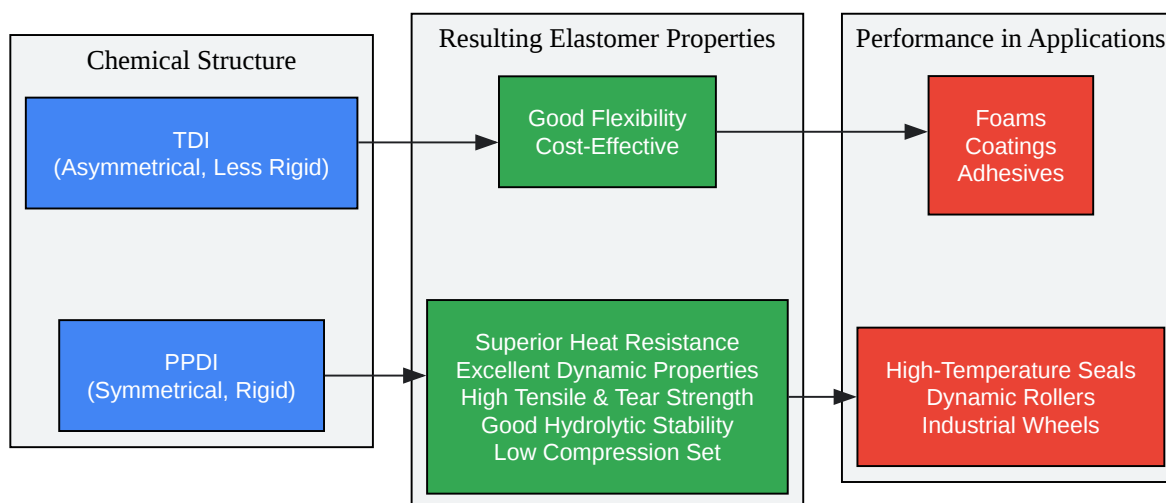 Chemical Structure
TDI
(Asymmetrical, Less Rigid)
PPDI
(Symmetrical, Rigid)
Resulting Elastomer Properties
Good Flexibility
Cost-Effective
Superior Heat Resistance
Excellent Dynamic Properties
High Tensile & Tear Strength
Good Hydrolytic Stability
Low Compression Set
Performance in Applications
Foams
Coatings
Adhesives
High-Temperature Seals
Dynamic Rollers
Industrial Wheels